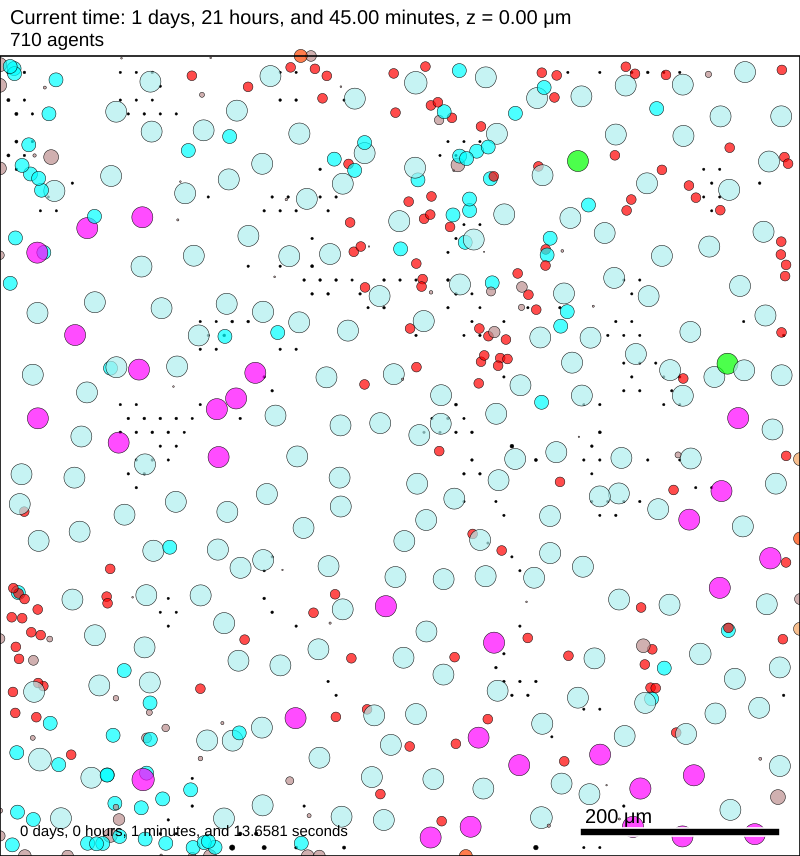 Current time: 1 days, 21 hours, and 45.00 minutes, z = 0.00 μm
710 agents
200 μm
0 days, 0 hours, 1 minutes, and 13.6581 seconds